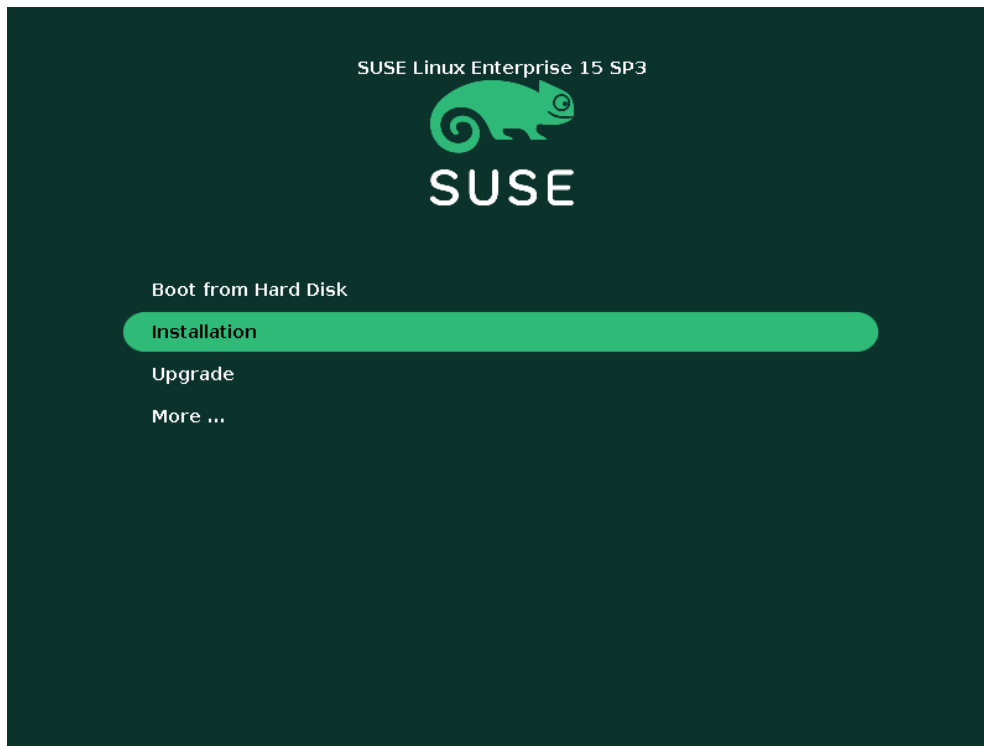 SUSE Linux Enterprise 15 SP3
SUSE
Boot from Hard Disk
Installation
Upgrade
More ...